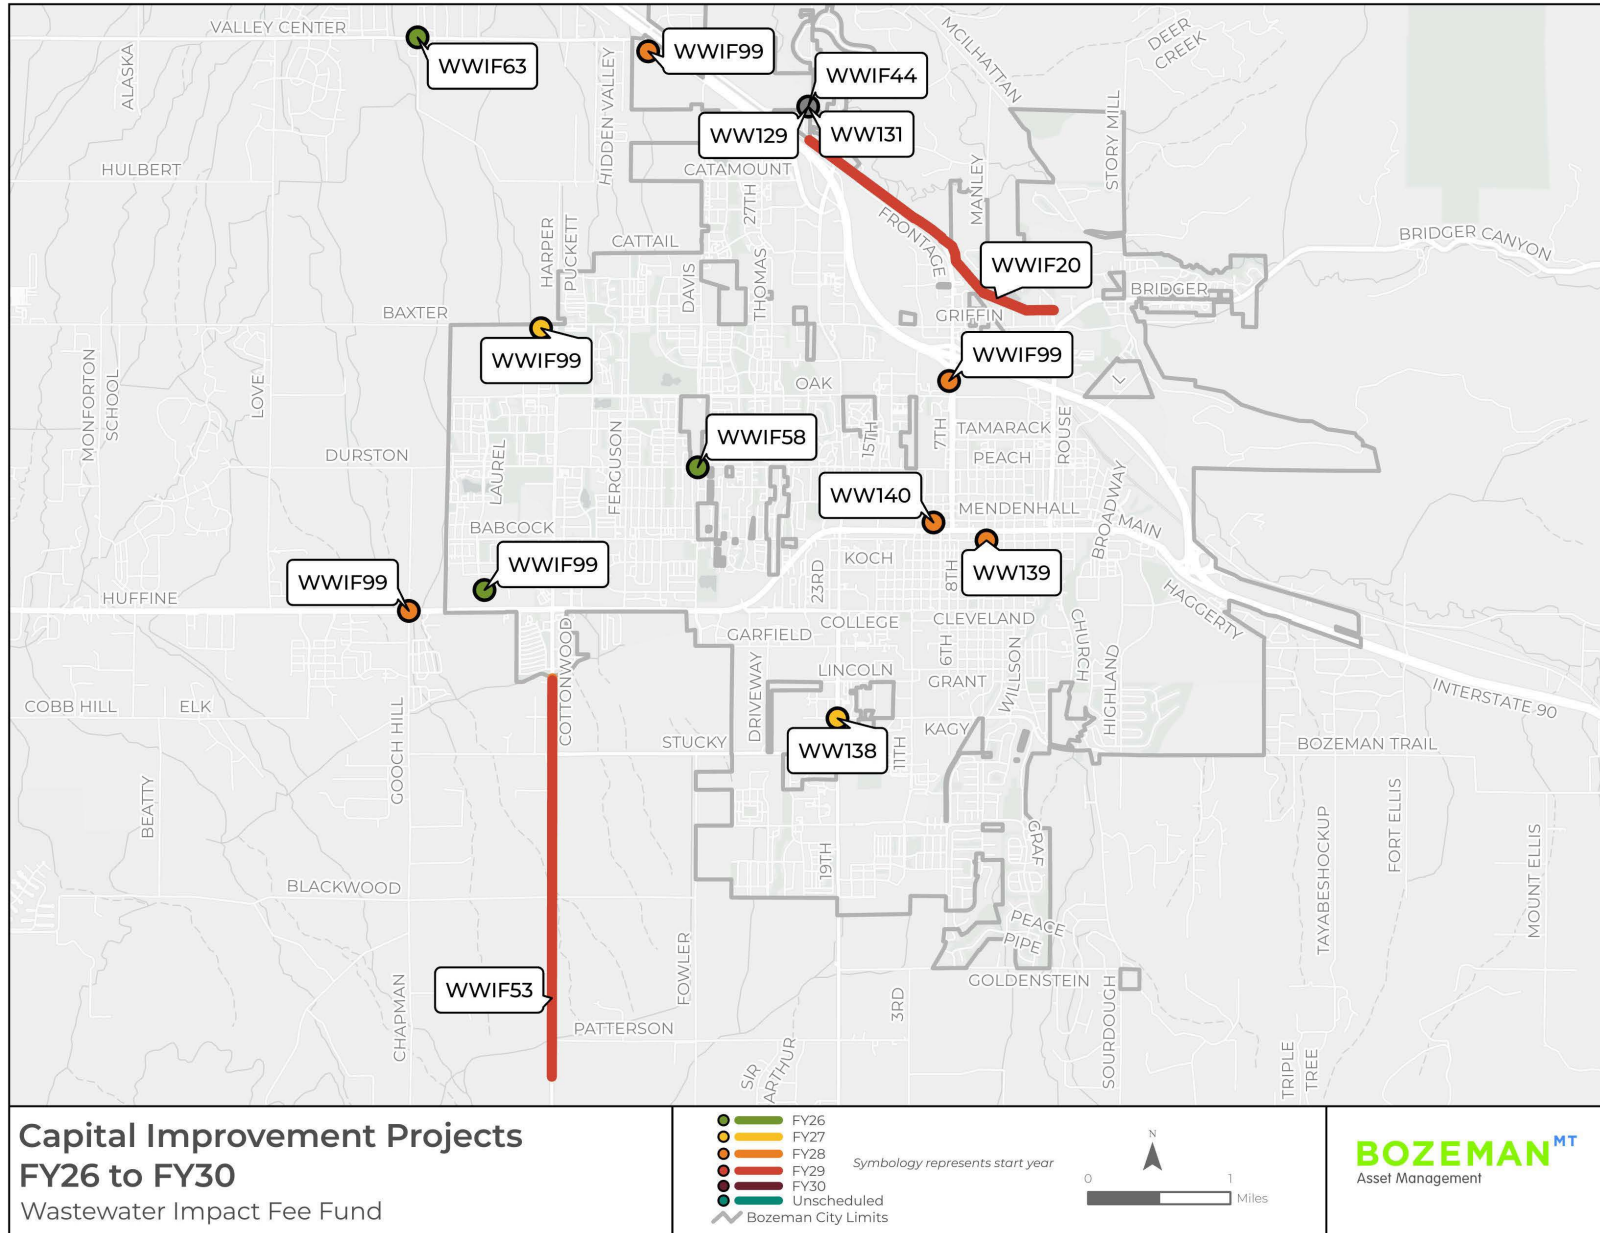 VALLEY CENTER
ALASKA
WWIF63
HIDDEN VALLEY
WWIF99
WWIF44
WW129
WW131
MCILHATTAN
DEER
CREEK
STORY MILL
HULBERT
CATAMOUNT
27TH
MANLEY
FRONTAGE
HARPER
PUCKETT
CATTAIL
DAVIS
THOMAS
WWIF20
BRIDGER CANYON
BRIDGER
BAXTER
GRIFFIN
WWIF99
WWIF99
MONFORTON
SCHOOL
LOVE
OAK
L
LAUREL
FERGUSON
WWIF58
15TH
7TH
TAMARACK
PEACH
ROUSE
DURSTON
WW140
MENDENHALL
BROADWAY
MAIN
BABCOCK
WWIF99
WWIF99
KOCH
23RD
8TH
WW139
HUFFINE
HAGGERTY
COTTONWOOD
GARFIELD
COLLEGE
CLEVELAND
CHURCH
6TH
LINCOLN
GRANT
WILLSON
HIGHLAND
INTERSTATE 90
COBB HILL
ELK
GOOCH HILL
DRIVEWAY
STUCKY
WW138
11TH
KAGY
BOZEMAN TRAIL
BEATTY
19TH
GRAF
TAYABESHOCKUP
FORT ELLIS
MOUNT ELLIS
BLACKWOOD
PEACE
PIPE
FOWLER
WWIF53
CHAPMAN
PATTERSON
3RD
GOLDENSTEIN
SOURDOUGH
SIR
ARTHUR
TRIPLE
TREE
Capital Improvement Projects
FY26 to FY30
Wastewater Impact Fee Fund
FY26
FY27
FY28
FY29
FY30
Unscheduled
Bozeman City Limits
Symbology represents start year
N
0 1
Miles
BOZEMAN MT
Asset Management